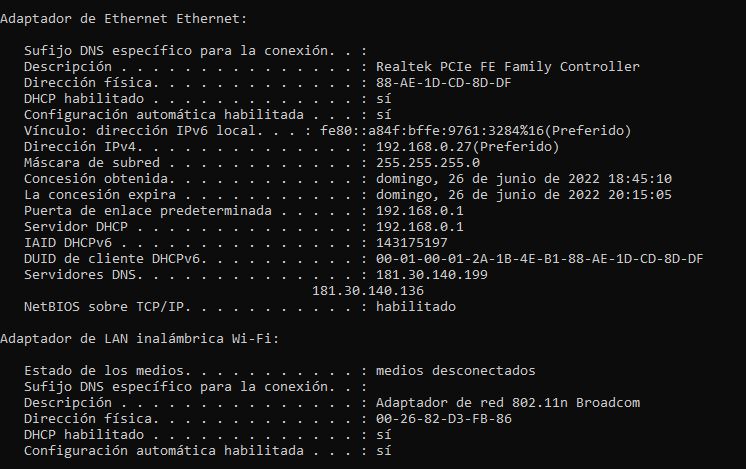 Adaptador de Ethernet Ethernet:
Sufijo DNS específico para la conexión. . :
Descripción . . . . . . . . . . . . . . . : Realtek PCIe FE Family Controller
Dirección física. . . . . . . . . . . . . : 88-AE-1D-CD-8D-DF
DHCP habilitado . . . . . . . . . . . . . : sí
Configuración automática habilitada . . . : sí
Vínculo: dirección IPv6 local. . . : fe80::a84f:bffe:9761:3284%16(Preferido)
Dirección IPv4. . . . . . . . . . . . . . : 192.168.0.27(Preferido)
Máscara de subred . . . . . . . . . . . . : 255.255.255.0
Concesión obtenida. . . . . . . . . . . . : domingo, 26 de junio de 2022 18:45:10
La concesión expira . . . . . . . . . . . : domingo, 26 de junio de 2022 20:15:05
Puerta de enlace predeterminada . . . . . : 192.168.0.1
Servidor DHCP . . . . . . . . . . . . . . : 192.168.0.1
IAID DHCPv6 . . . . . . . . . . . . . . . : 143175197
DUID de cliente DHCPv6. . . . . . . . . . : 00-01-00-01-2A-1B-4E-B1-88-AE-1D-CD-8D-DF
Servidores DNS. . . . . . . . . . . . . . : 181.30.140.199
181.30.140.136
NetBIOS sobre TCP/IP. . . . . . . . . . . : habilitado
Adaptador de LAN inalámbrica Wi-Fi:
Estado de los medios. . . . . . . . . . . : medios desconectados
Sufijo DNS específico para la conexión. . :
Descripción . . . . . . . . . . . . . . . : Adaptador de red 802.11n Broadcom
Dirección física. . . . . . . . . . . . . : 00-26-82-D3-FB-86
DHCP habilitado . . . . . . . . . . . . . : sí
Configuración automática habilitada . . . : sí